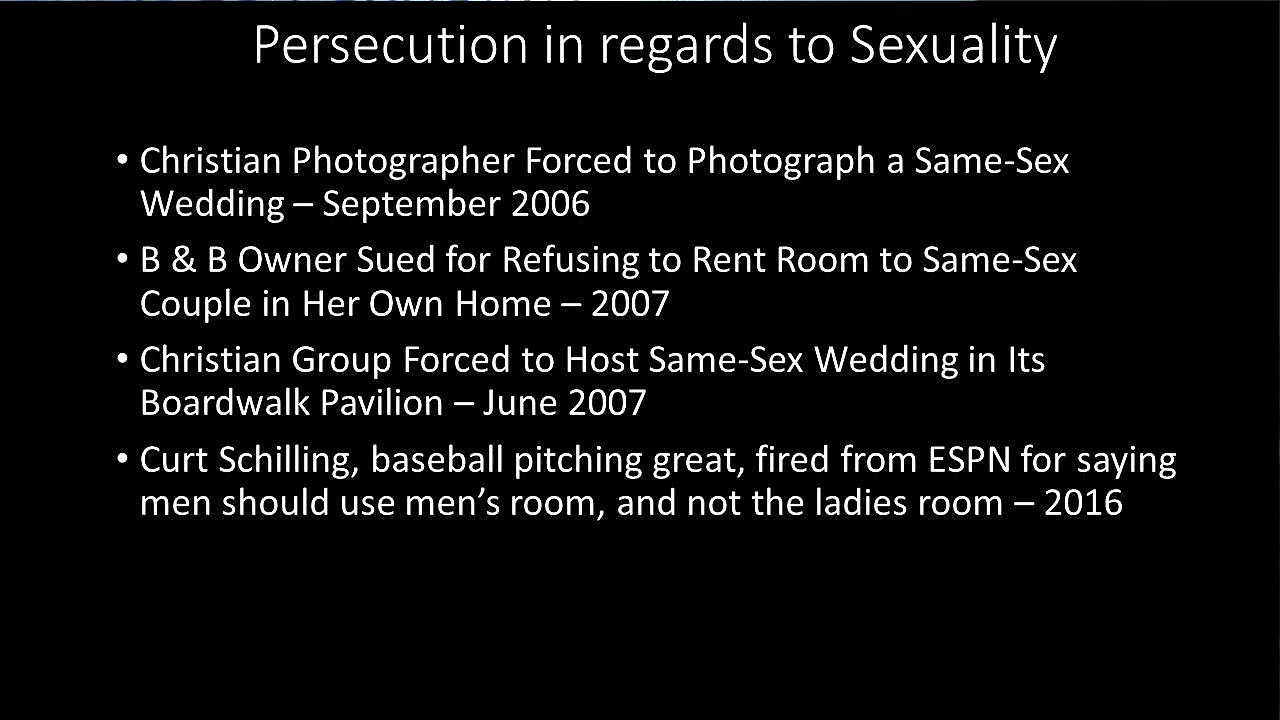 Persecution in regards to Sexuality
• Christian Photographer Forced to Photograph a Same-Sex
Wedding – September 2006
• B & B Owner Sued for Refusing to Rent Room to Same-Sex
Couple in Her Own Home – 2007
• Christian Group Forced to Host Same-Sex Wedding in Its
Boardwalk Pavilion – June 2007
• Curt Schilling, baseball pitching great, fired from ESPN for saying
men should use men’s room, and not the ladies room – 2016